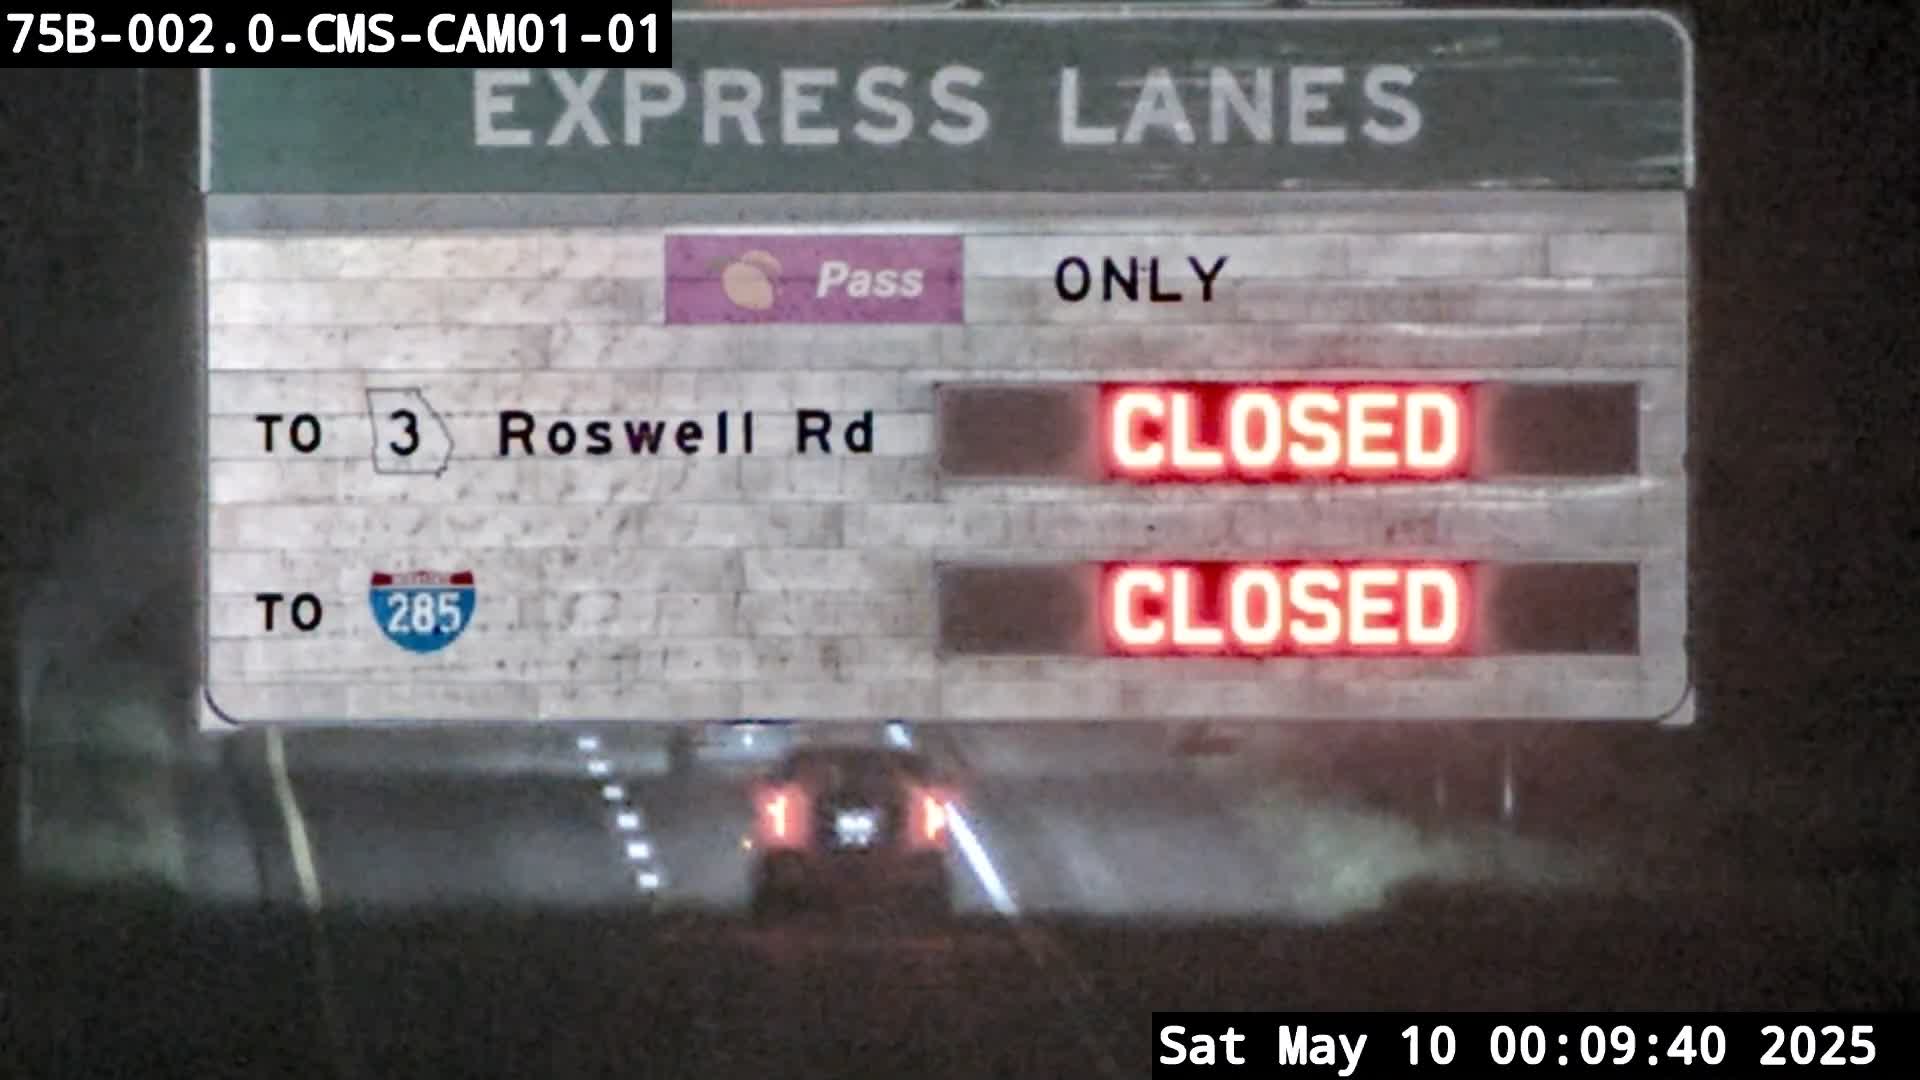 75B-002.0-CMS-CAM01-01
EXPRESS LANES
Pass ONLY
TO 3 Roswell Rd CLOSED
TO 285 CLOSED
Sat May 10 00:09:40 2025